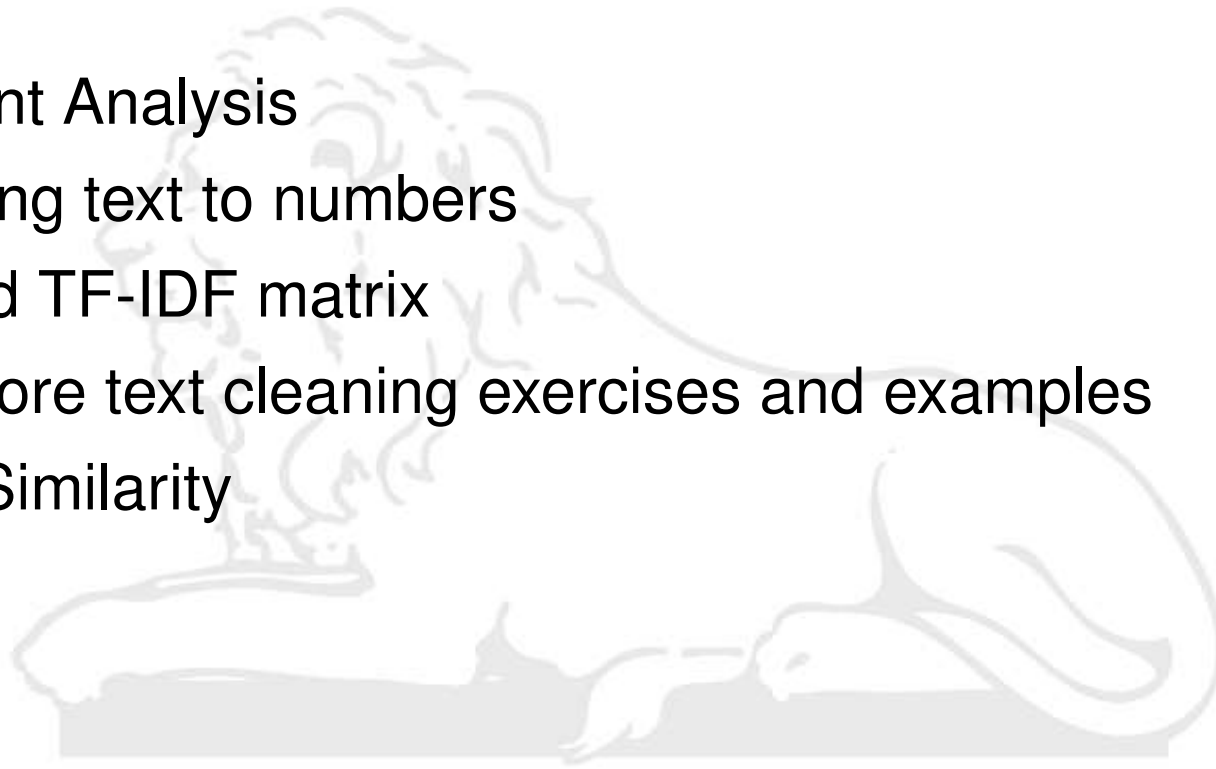 nt Analysis
ng text to numbers
d TF-IDF matrix
ore text cleaning exercises and examples
Similarity